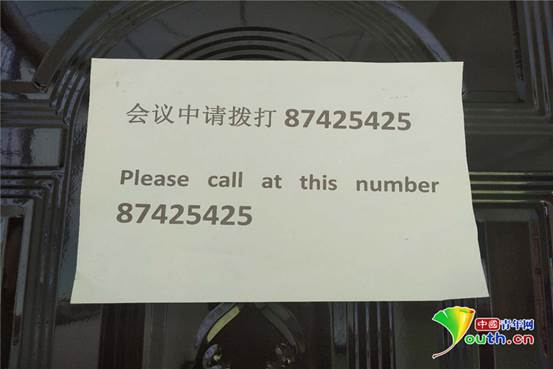 会议中请拨打 87425425
Please call at this number
87425425
中国青年网
Youth.cn